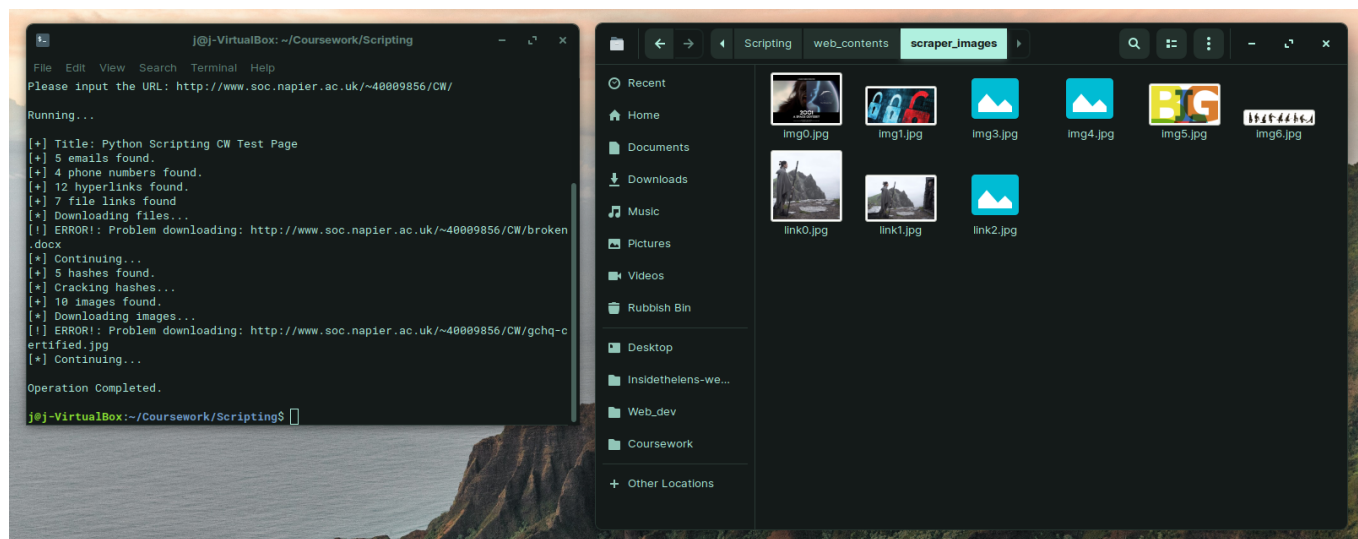 j@j-VirtualBox: ~/Coursework/Scripting
File Edit View Search Terminal Help
Please input the URL: http://www.soc.napier.ac.uk/~40009856/CW/
Running...
[+] Title: Python Scripting CW Test Page
[+] 5 emails found.
[+] 4 phone numbers found.
[+] 12 hyperlinks found.
[+] 7 file links found
[*] Downloading files...
[!] ERROR!: Problem downloading: http://www.soc.napier.ac.uk/~40009856/CW/broken
.docx
[*] Continuing...
[+] 5 hashes found.
[*] Cracking hashes...
[+] 10 images found.
[*] Downloading images...
[!] ERROR!: Problem downloading: http://www.soc.napier.ac.uk/~40009856/CW/gchq-c
ertified.jpg
[*] Continuing...
Operation Completed.
j@j-VirtualBox:~/Coursework/Scripting$
Scripting web_contents scraper_images
Recent
Home
Documents
Downloads
Music
Pictures
Videos
Rubbish Bin
Desktop
Insidethelens-we...
Web_dev
Coursework
Other Locations
2001
BIG
img0.jpg img1.jpg img3.jpg img4.jpg img5.jpg img6.jpg
link0.jpg link1.jpg link2.jpg